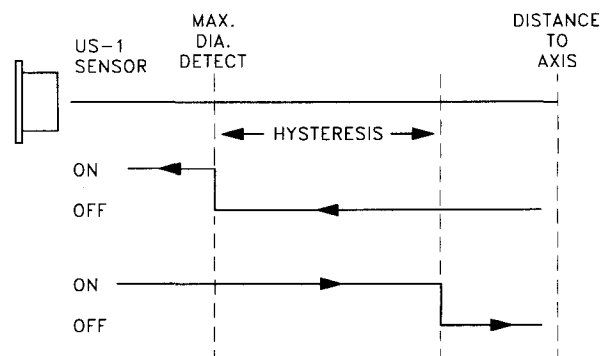 US-1
SENSOR
MAX.
DIA.
DETECT
DISTANCE
TO
AXIS
HYSTERESIS
ON
OFF
ON
OFF